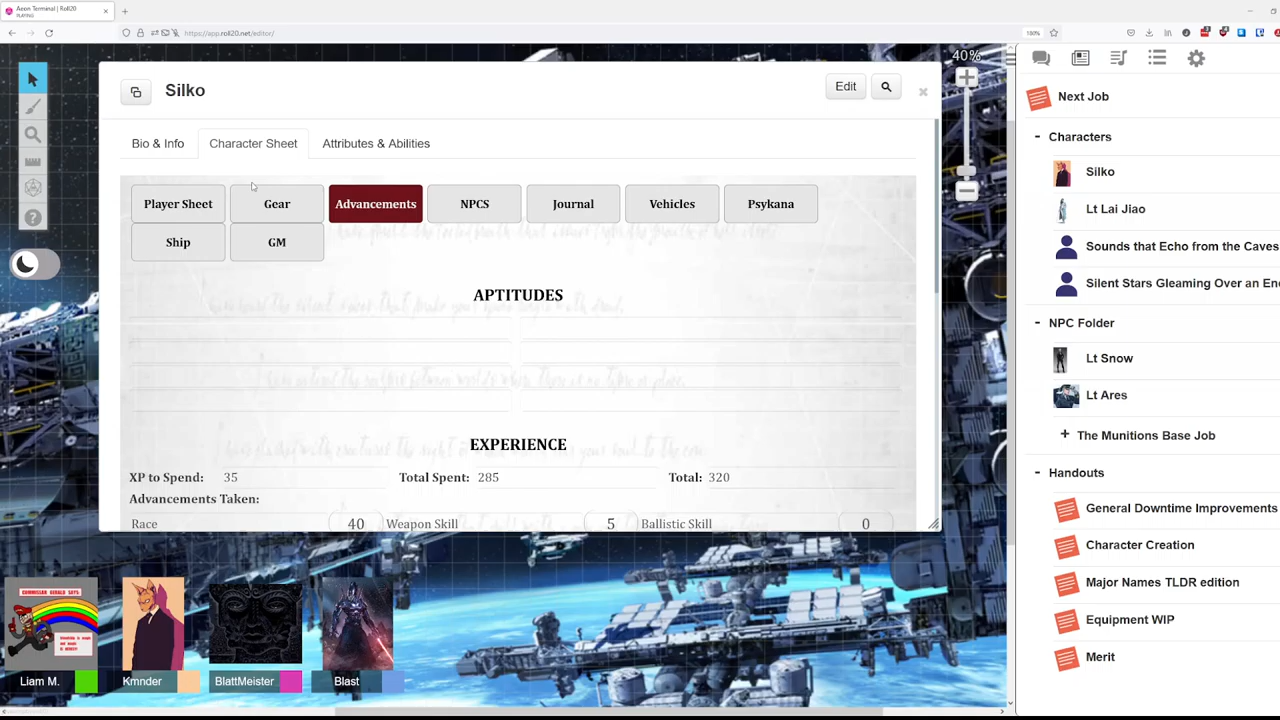 Aeon Terminal | Roll20
PLAYING
https://app.roll20.net/editor/
100%
Silko
Edit
40%
Bio & Info
Character Sheet
Attributes & Abilities
Player Sheet
Gear
Advancements
NPCS
Journal
Vehicles
Psykana
Ship
GM
APTITUDES
EXPERIENCE
XP to Spend: 35
Total Spent: 285
Total: 320
Advancements Taken:
Race 40
Weapon Skill 5
Ballistic Skill 0
Next Job
Characters
Silko
Lt Lai Jiao
Sounds that Echo from the Caves
Silent Stars Gleaming Over an En
NPC Folder
Lt Snow
Lt Ares
The Munitions Base Job
Handouts
General Downtime Improvements
Character Creation
Major Names TLDR edition
Equipment WIP
Merit
COMMISSAR GERALD SAYS:
Liam M.
Kmnder
BlattMeister
Blast